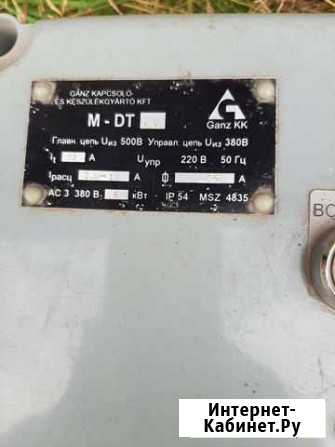 GANZ KAPCSOLÓ-
ÉS KÉSZÜLÉKGYÁRTÓ KFT
Ganz KK
M - DT
Главн. цепь Uиз 500В Управл. цепь Uиз 380В
I₁ А Uупр 220 В 50 Гц
Iрасц А А
AC 3 380 В кВт IP 54 MSZ 4835
ВС
Интернет-
Кабинет.Ру